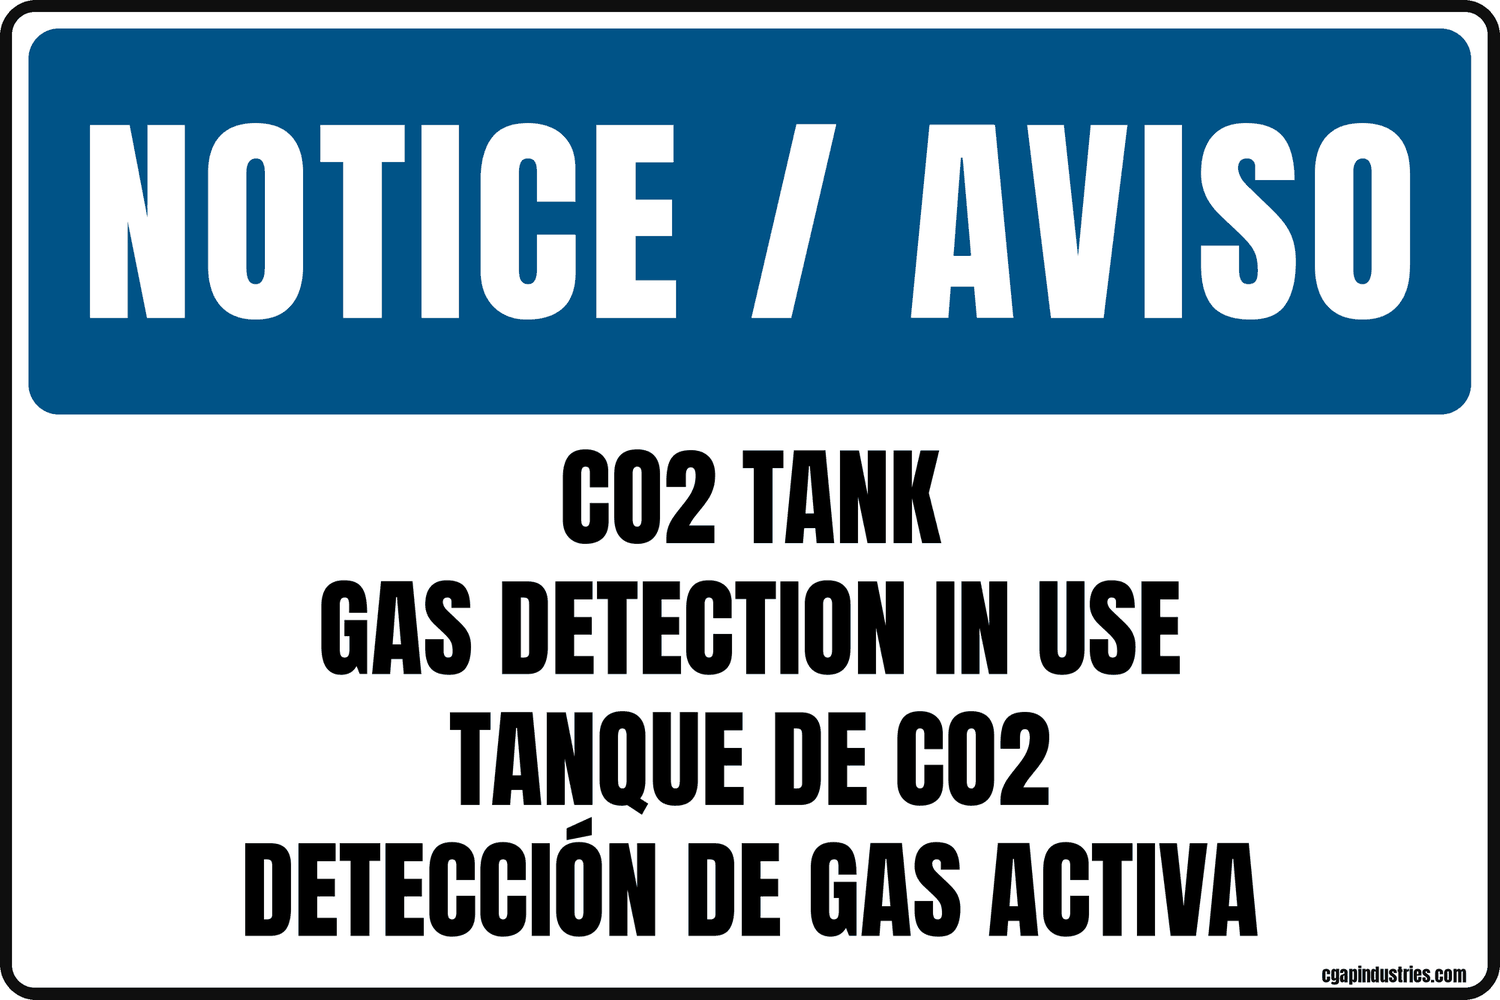 NOTICE / AVISO
CO2 TANK
GAS DETECTION IN USE
TANQUE DE CO2
DETECCIÓN DE GAS ACTIVA
cgapindustries.com